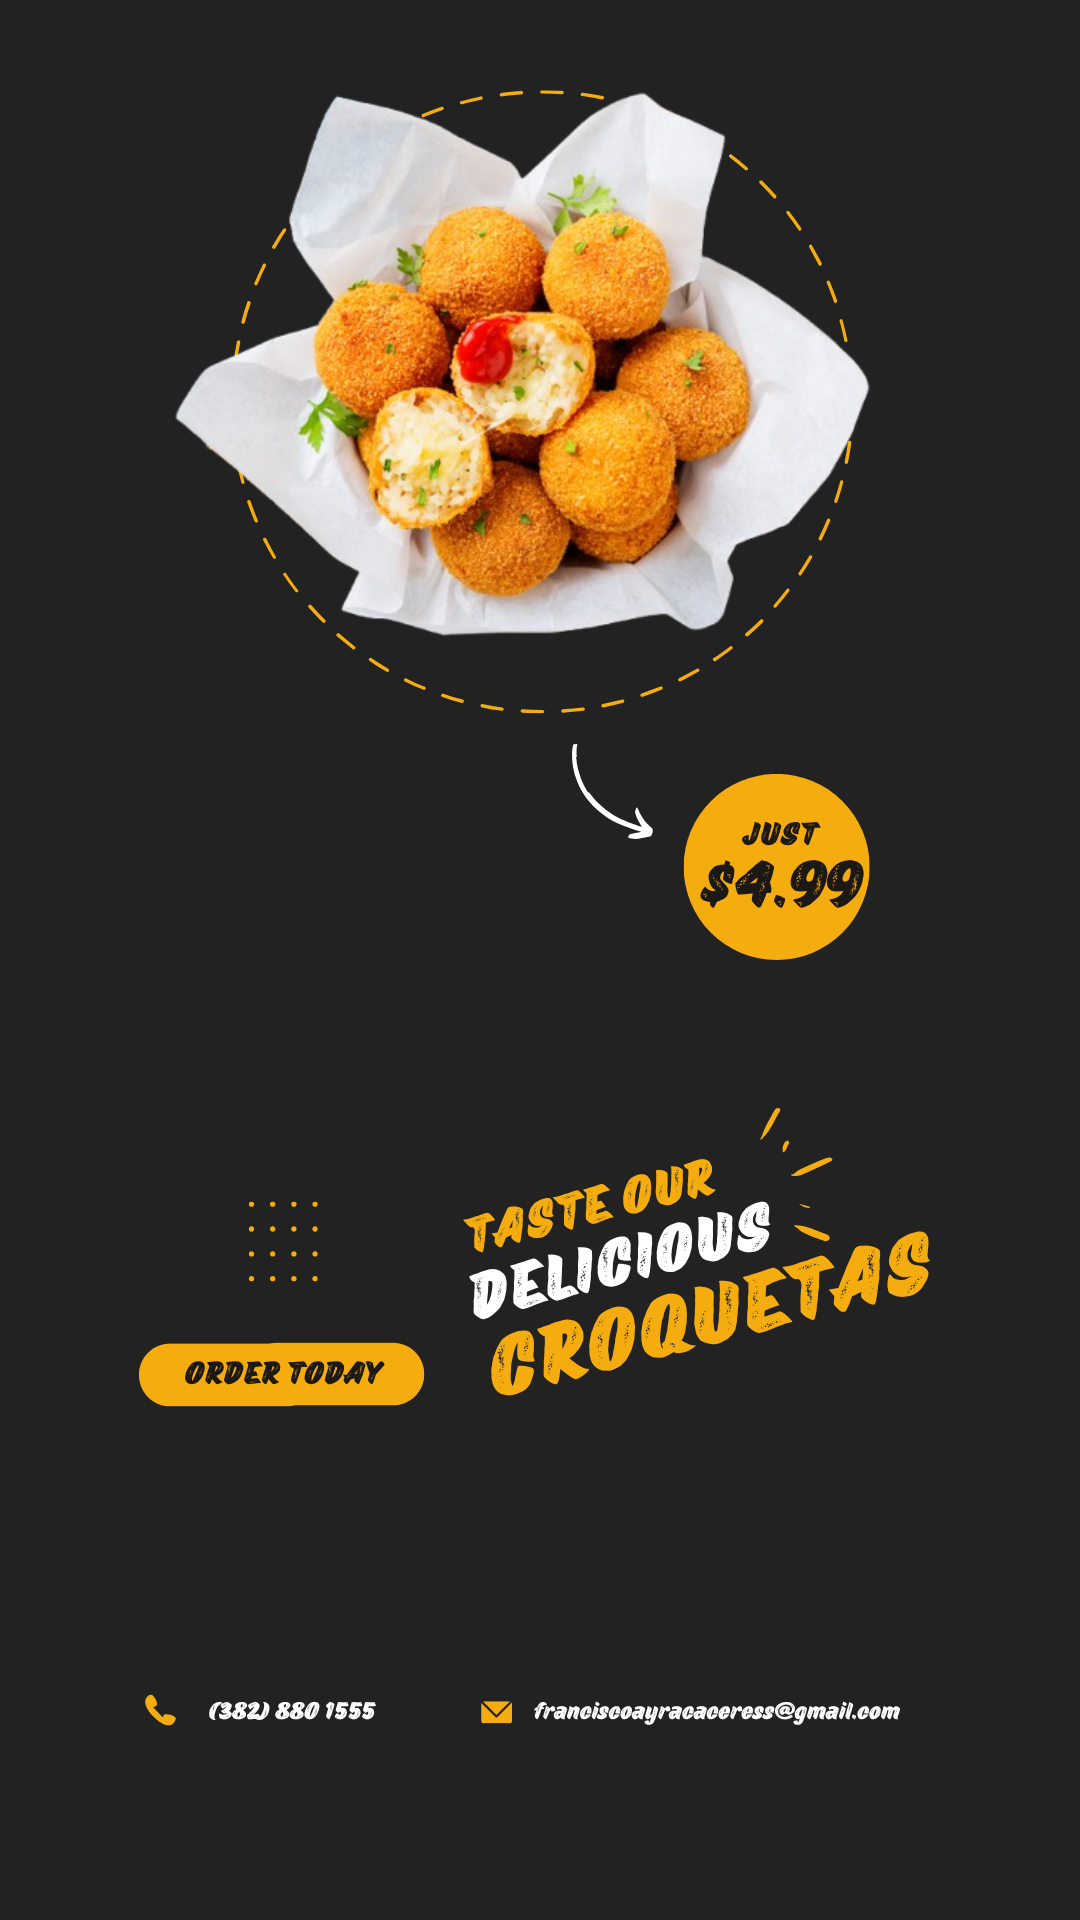 JUST
$4.99
TASTE OUR
DELICIOUS
CROQUETAS
ORDER TODAY
(382) 880 1555
franciscoayracaceress@gmail.com